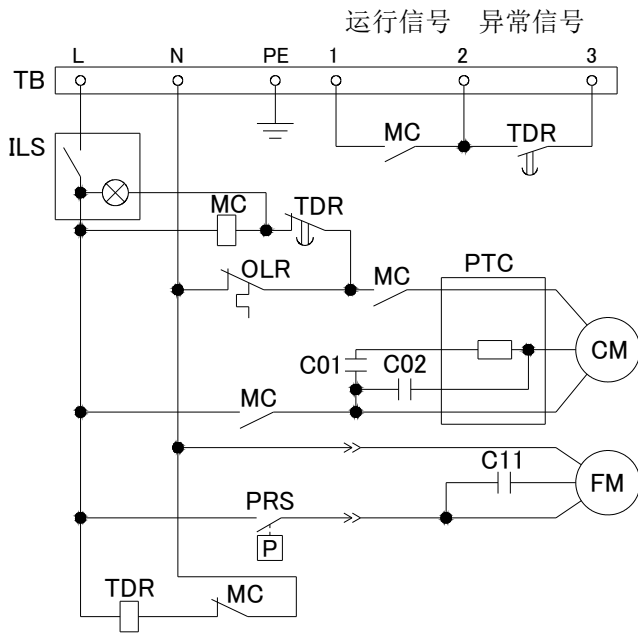 运行信号 异常信号
L N PE 1 2 3
TB
MC TDR
ILS
MC TDR
OLR MC PTC
C01 C02 CM
MC
C11
PRS FM
P
TDR MC